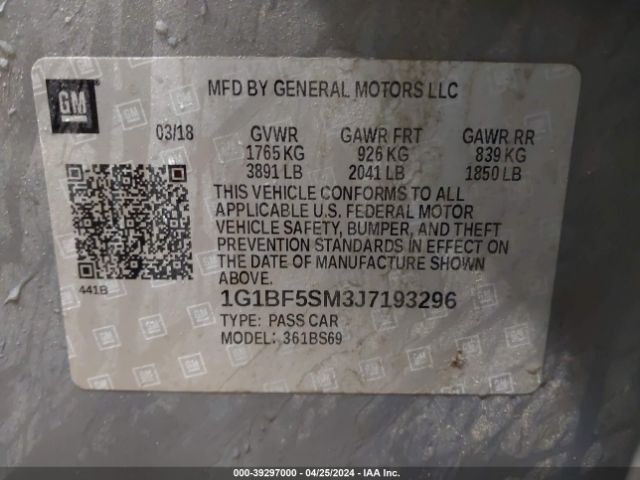 GM
MFD BY GENERAL MOTORS LLC
03/18 GVWR GAWR FRT GAWR RR
1765 KG 926 KG 839 KG
3891 LB 2041 LB 1850 LB
THIS VEHICLE CONFORMS TO ALL
APPLICABLE U.S. FEDERAL MOTOR
VEHICLE SAFETY, BUMPER, AND THEFT
PREVENTION STANDARDS IN EFFECT ON
THE DATE OF MANUFACTURE SHOWN
ABOVE.
441B
1G1BF5SM3J7193296
TYPE: PASS CAR
MODEL: 361BS69
000-39297000 - 04/25/2024 - IAA Inc.